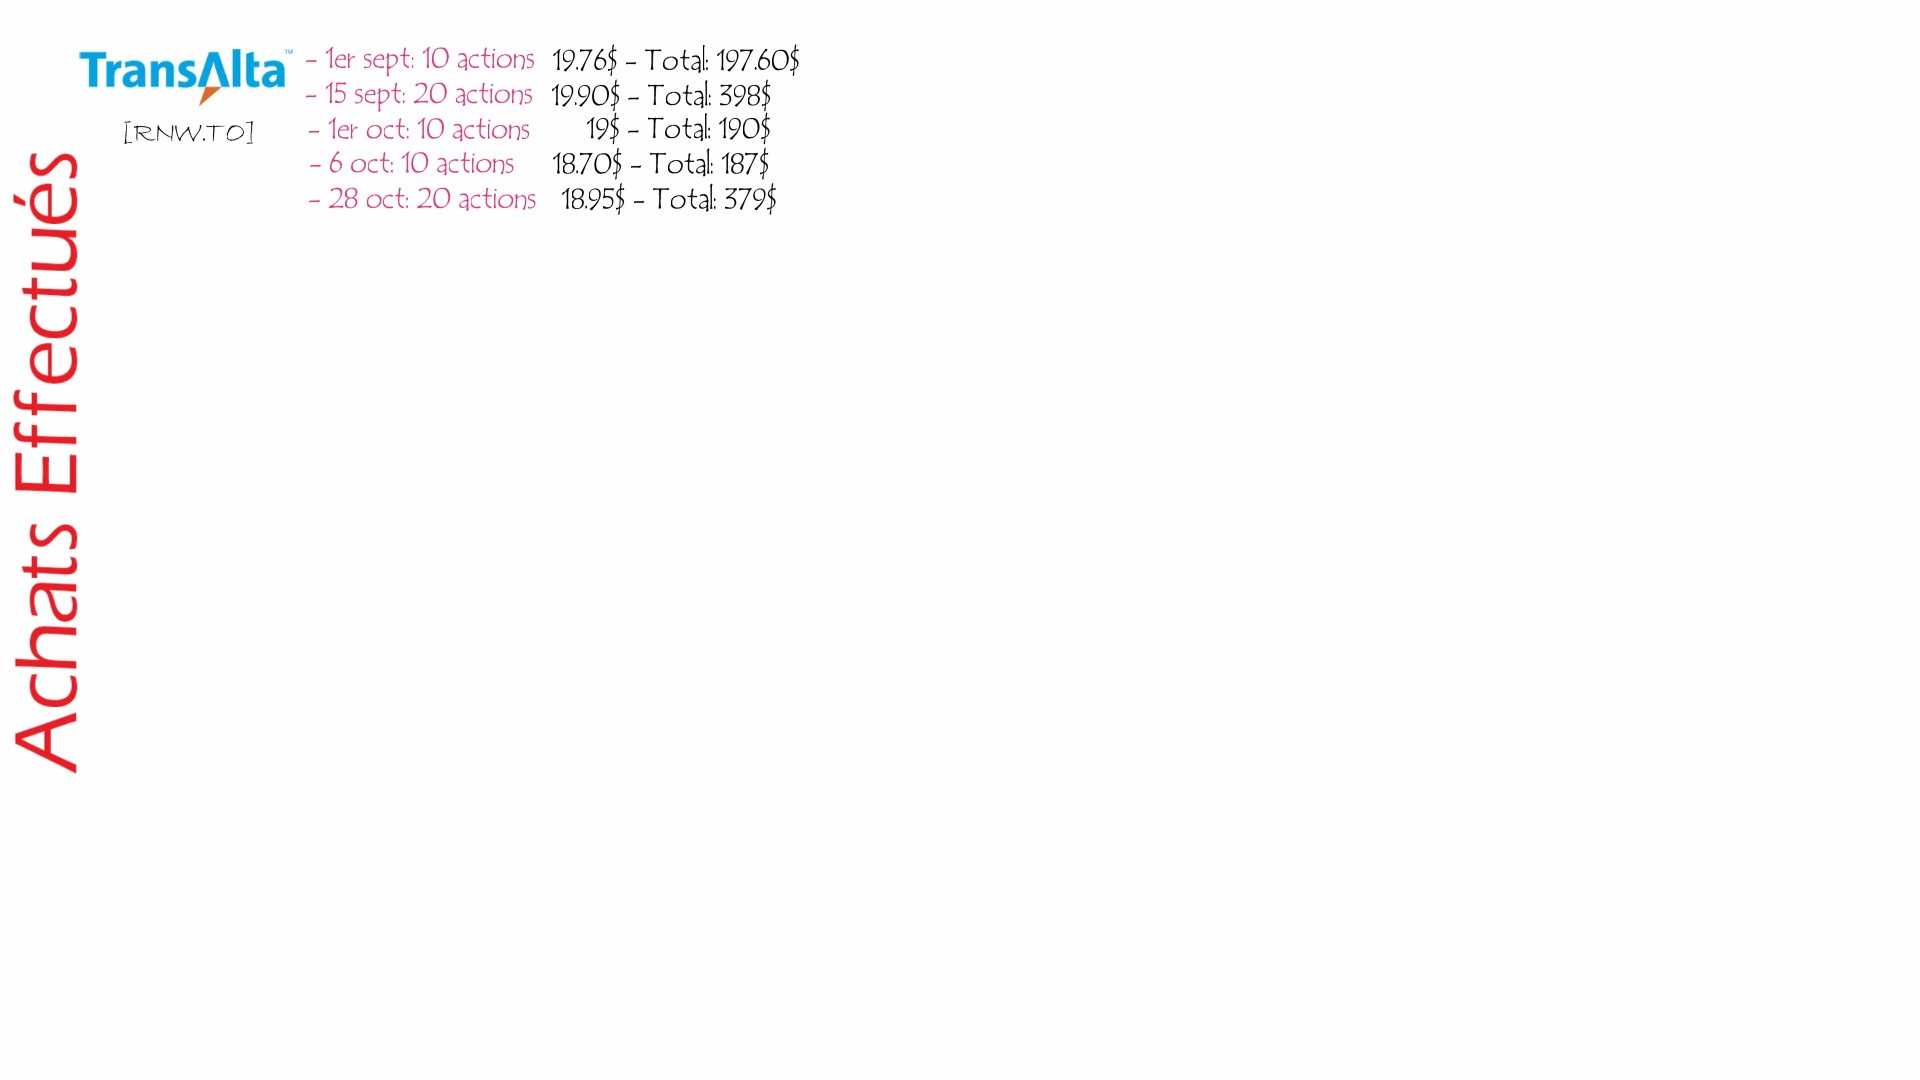 Achats Effectués
TransAlta™
[RNW.TO]
- 1er sept: 10 actions 19.76$ - Total: 197.60$
- 15 sept: 20 actions 19.90$ - Total: 398$
- 1er oct: 10 actions 19$ - Total: 190$
- 6 oct: 10 actions 18.70$ - Total: 187$
- 28 oct: 20 actions 18.95$ - Total: 379$